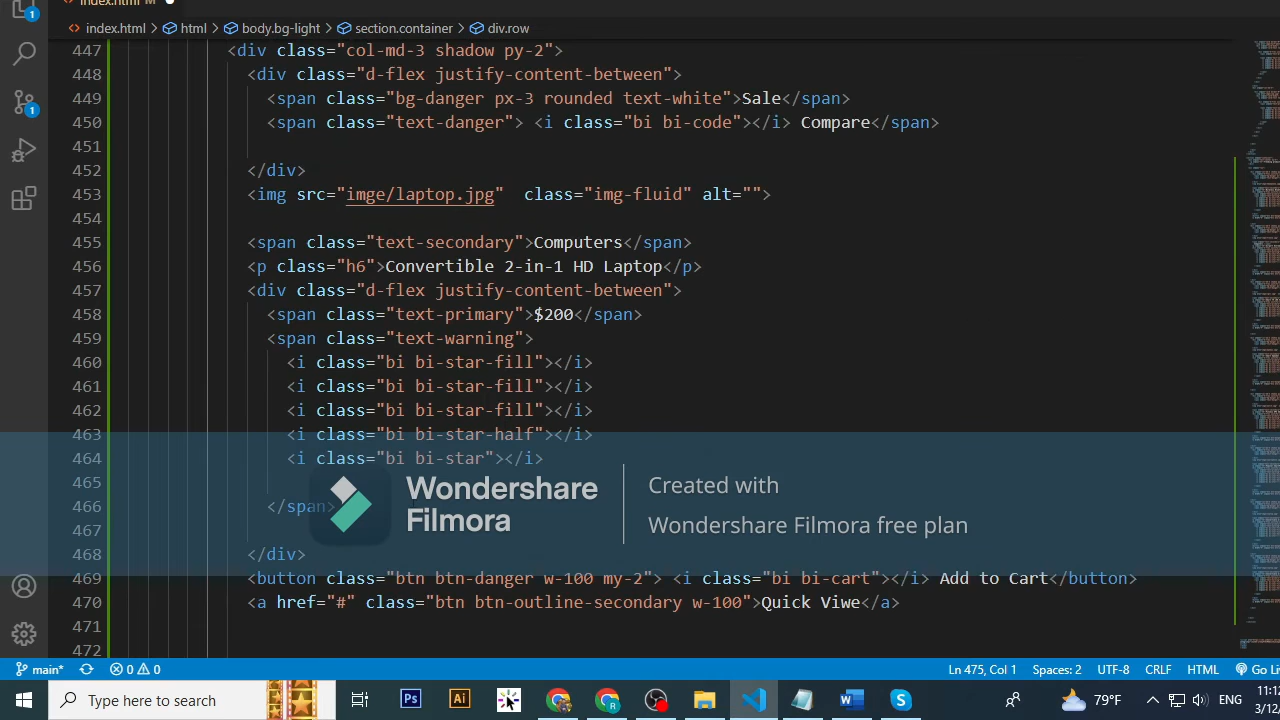 index.html M
index.html > html > body.bg-light > section.container > div.row
447 <div class="col-md-3 shadow py-2">
448 <div class="d-flex justify-content-between">
449 <span class="bg-danger px-3 rounded text-white">Sale</span>
450 <span class="text-danger"> <i class="bi bi-code"></i> Compare</span>
451
452 </div>
453 <img src="imge/laptop.jpg"  class="img-fluid" alt="">
454
455 <span class="text-secondary">Computers</span>
456 <p class="h6">Convertible 2-in-1 HD Laptop</p>
457 <div class="d-flex justify-content-between">
458 <span class="text-primary">$200</span>
459 <span class="text-warning">
460 <i class="bi bi-star-fill"></i>
461 <i class="bi bi-star-fill"></i>
462 <i class="bi bi-star-fill"></i>
463 <i class="bi bi-star-half"></i>
464 <i class="bi bi-star"></i>
465
466 </span>
467
468 </div>
469 <button class="btn btn-danger w-100 my-2"> <i class="bi bi-cart"></i> Add to Cart</button>
470 <a href="#" class="btn btn-outline-secondary w-100">Quick Viwe</a>
471
472
Wondershare
Filmora
Created with
Wondershare Filmora free plan
1
1
main* 0 0 Ln 475, Col 1 Spaces: 2 UTF-8 CRLF HTML Go Li
Type here to search Ps Ai R W S 79°F ENG
11:12
3/12/